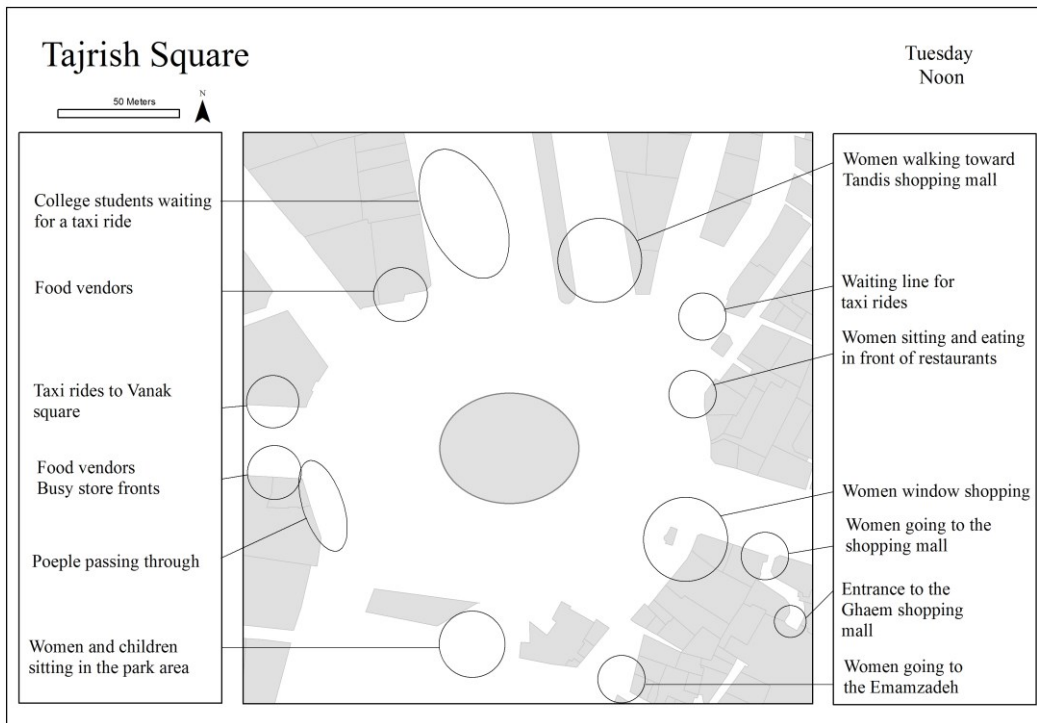 Tajrish Square
50 Meters
N
Tuesday
Noon
College students waiting
for a taxi ride
Food vendors
Taxi rides to Vanak
square
Food vendors
Busy store fronts
Poeple passing through
Women and children
sitting in the park area
Women walking toward
Tandis shopping mall
Waiting line for
taxi rides
Women sitting and eating
in front of restaurants
Women window shopping
Women going to the
shopping mall
Entrance to the
Ghaem shopping
mall
Women going to
the Emamzadeh